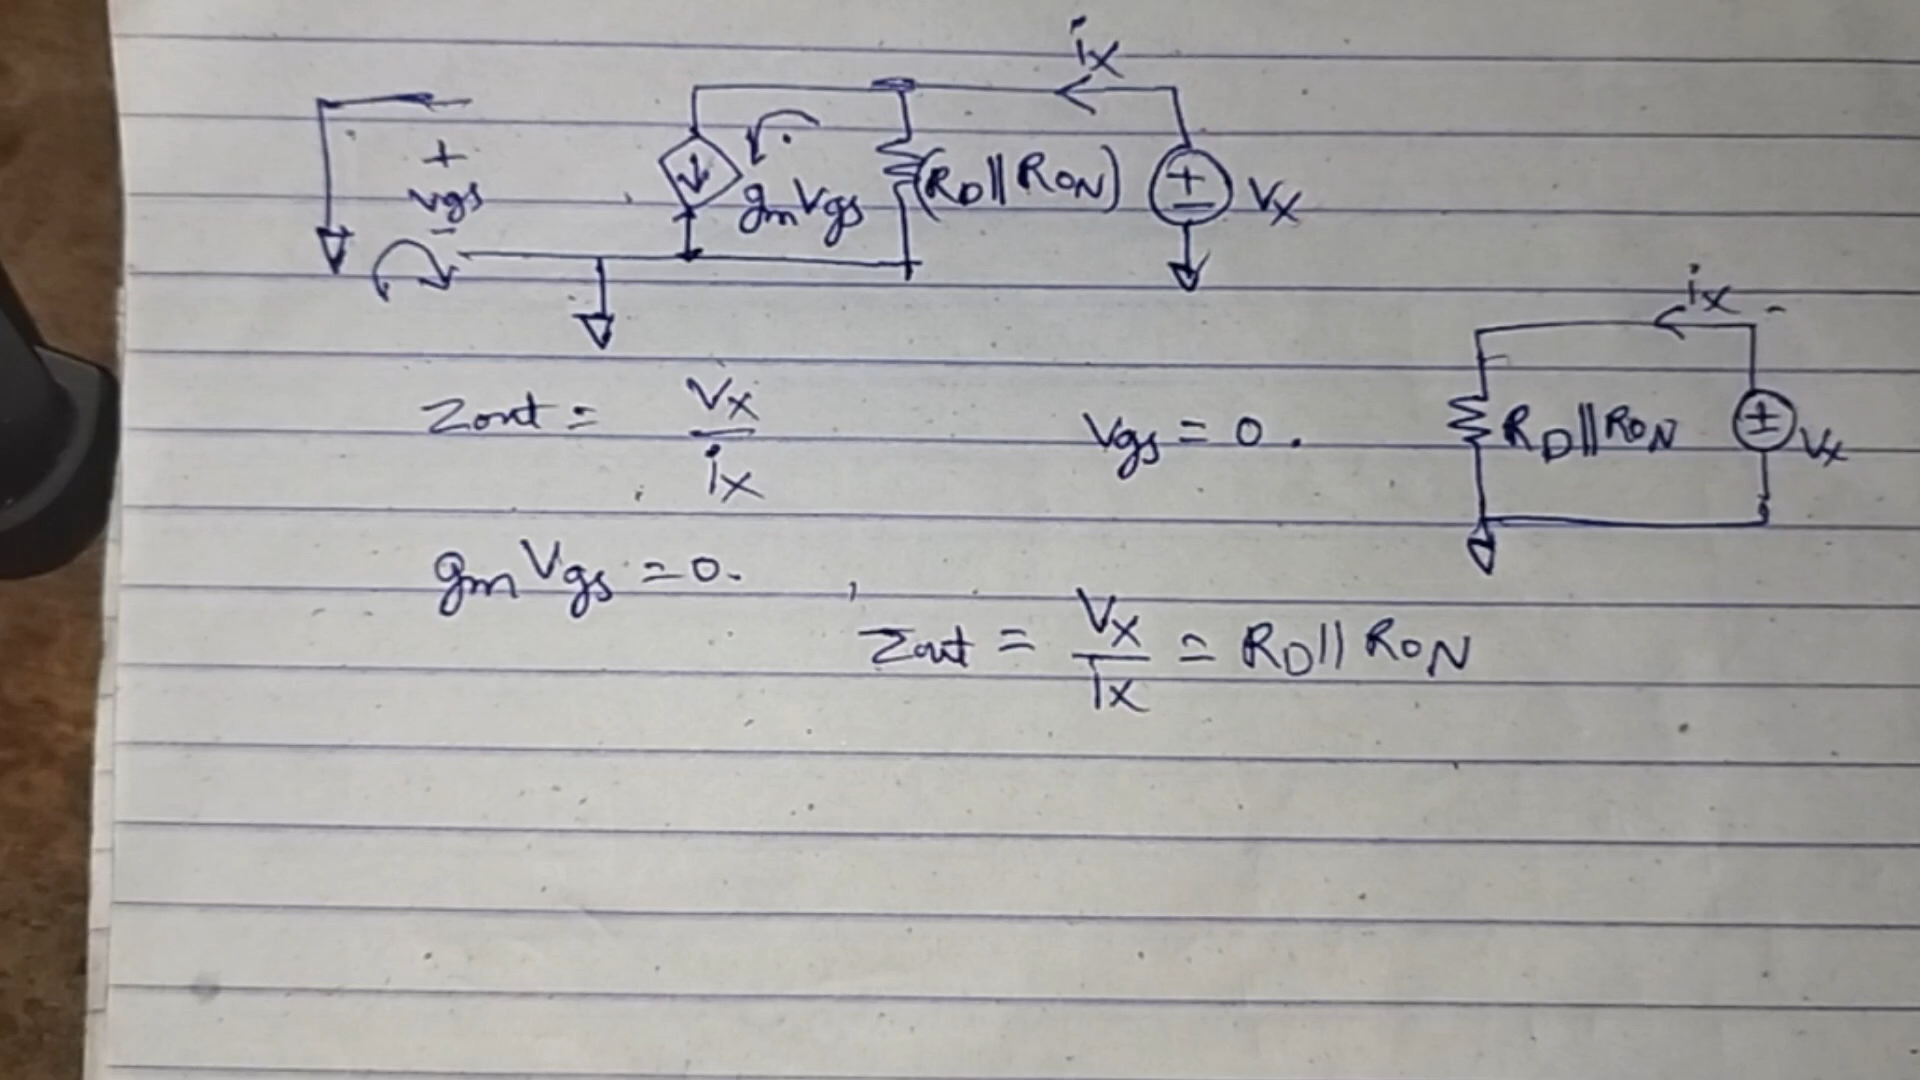 ix
+
vgs
-
gmVgs
(RD||RON)
+
-
Vx
ix
Zout = Vx
ix
Vgs = 0.
RD||RON
±
Vx
gmVgs = 0.
,
Zout = Vx = RD||RON
ix